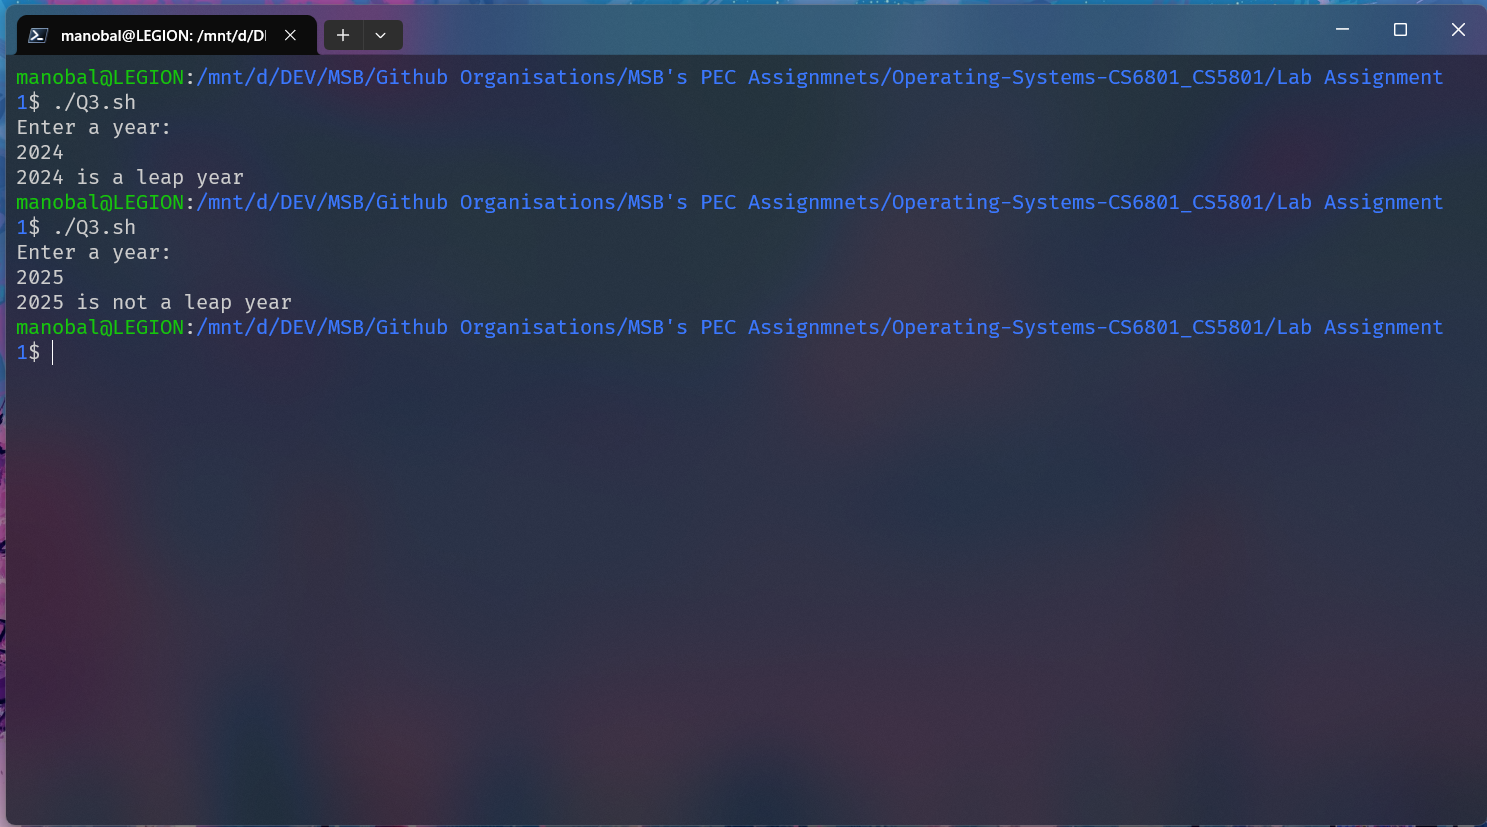 manobal@LEGION: /mnt/d/DI
manobal@LEGION:/mnt/d/DEV/MSB/Github Organisations/MSB's PEC Assignmnets/Operating-Systems-CS6801_CS5801/Lab Assignment
1$ ./Q3.sh
Enter a year:
2024
2024 is a leap year
manobal@LEGION:/mnt/d/DEV/MSB/Github Organisations/MSB's PEC Assignmnets/Operating-Systems-CS6801_CS5801/Lab Assignment
1$ ./Q3.sh
Enter a year:
2025
2025 is not a leap year
manobal@LEGION:/mnt/d/DEV/MSB/Github Organisations/MSB's PEC Assignmnets/Operating-Systems-CS6801_CS5801/Lab Assignment
1$